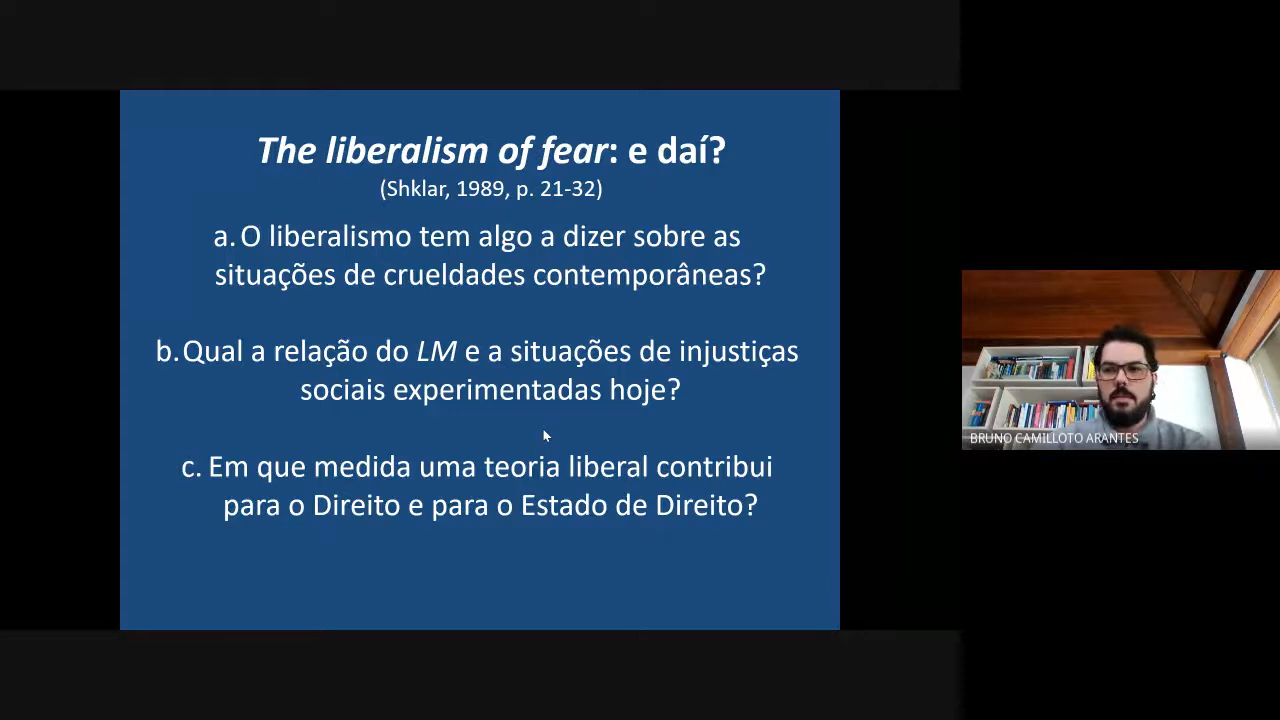 The liberalism of fear: e daí?
(Shklar, 1989, p. 21-32)
a. O liberalismo tem algo a dizer sobre as
situações de crueldades contemporâneas?
b. Qual a relação do LM e a situações de injustiças
sociais experimentadas hoje?
c. Em que medida uma teoria liberal contribui
para o Direito e para o Estado de Direito?
BRUNO CAMILLOTO ARANTES